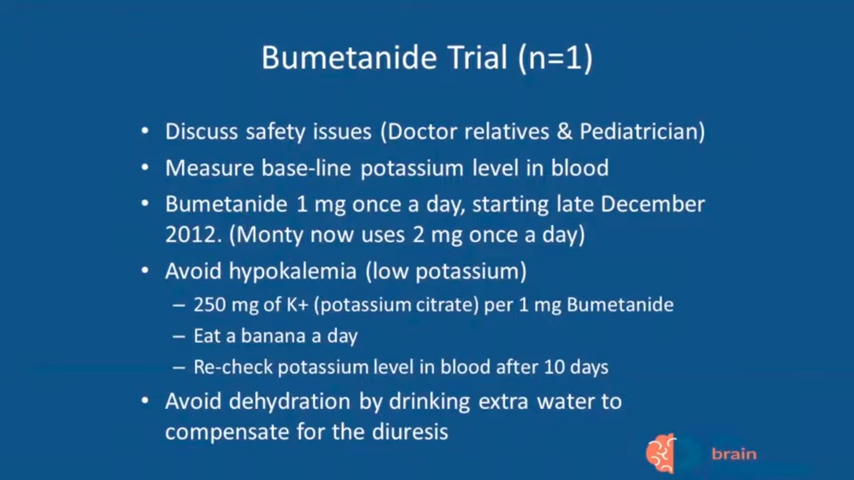 Bumetanide Trial (n=1)
• Discuss safety issues (Doctor relatives & Pediatrician)
• Measure base-line potassium level in blood
• Bumetanide 1 mg once a day, starting late December
2012. (Monty now uses 2 mg once a day)
• Avoid hypokalemia (low potassium)
– 250 mg of K+ (potassium citrate) per 1 mg Bumetanide
– Eat a banana a day
– Re-check potassium level in blood after 10 days
• Avoid dehydration by drinking extra water to
compensate for the diuresis
brain